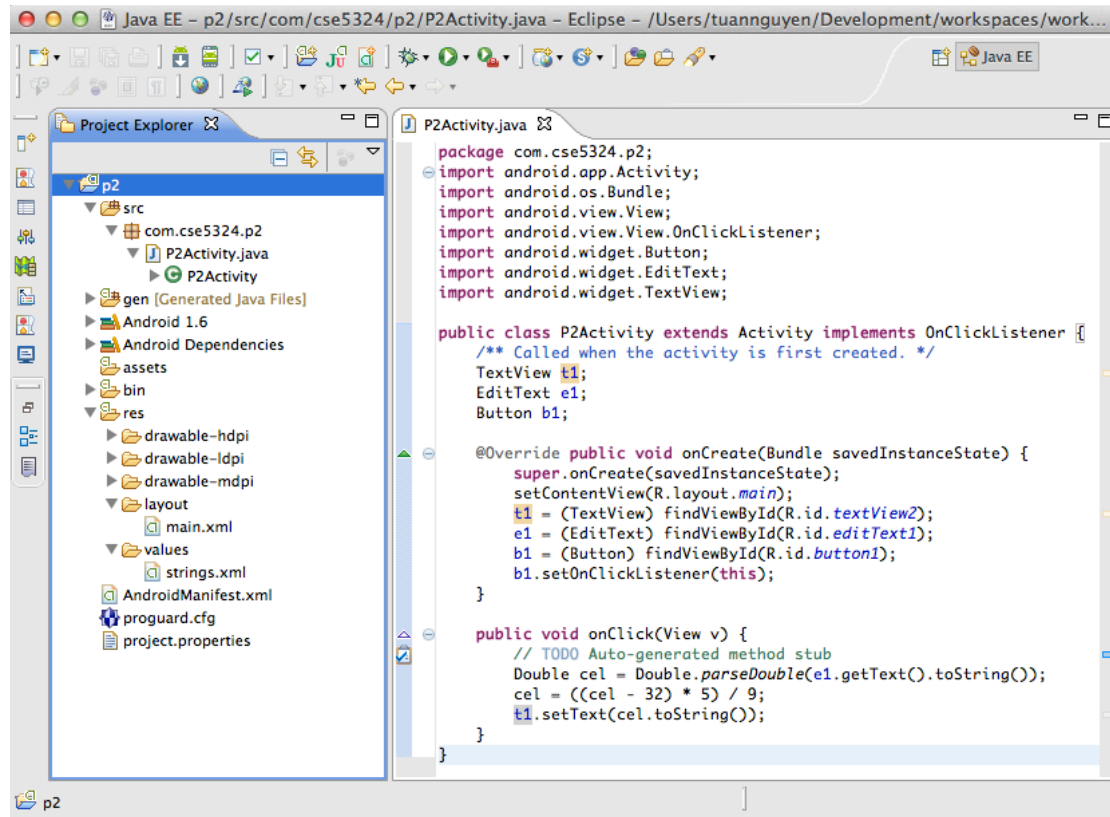 Java EE – p2/src/com/cse5324/p2/P2Activity.java – Eclipse – /Users/tuannguyen/Development/workspaces/work...
Java EE
Project Explorer
P2Activity.java
p2
src
com.cse5324.p2
P2Activity.java
P2Activity
gen [Generated Java Files]
Android 1.6
Android Dependencies
assets
bin
res
drawable-hdpi
drawable-ldpi
drawable-mdpi
layout
main.xml
values
strings.xml
AndroidManifest.xml
proguard.cfg
project.properties
package com.cse5324.p2;
import android.app.Activity;
import android.os.Bundle;
import android.view.View;
import android.view.View.OnClickListener;
import android.widget.Button;
import android.widget.EditText;
import android.widget.TextView;
public class P2Activity extends Activity implements OnClickListener {
/** Called when the activity is first created. */
TextView t1;
EditText e1;
Button b1;
@Override public void onCreate(Bundle savedInstanceState) {
super.onCreate(savedInstanceState);
setContentView(R.layout.main);
t1 = (TextView) findViewById(R.id.textView2);
e1 = (EditText) findViewById(R.id.editText1);
b1 = (Button) findViewById(R.id.button1);
b1.setOnClickListener(this);
}
public void onClick(View v) {
// TODO Auto-generated method stub
Double cel = Double.parseDouble(e1.getText().toString());
cel = ((cel - 32) * 5) / 9;
t1.setText(cel.toString());
}
}
p2